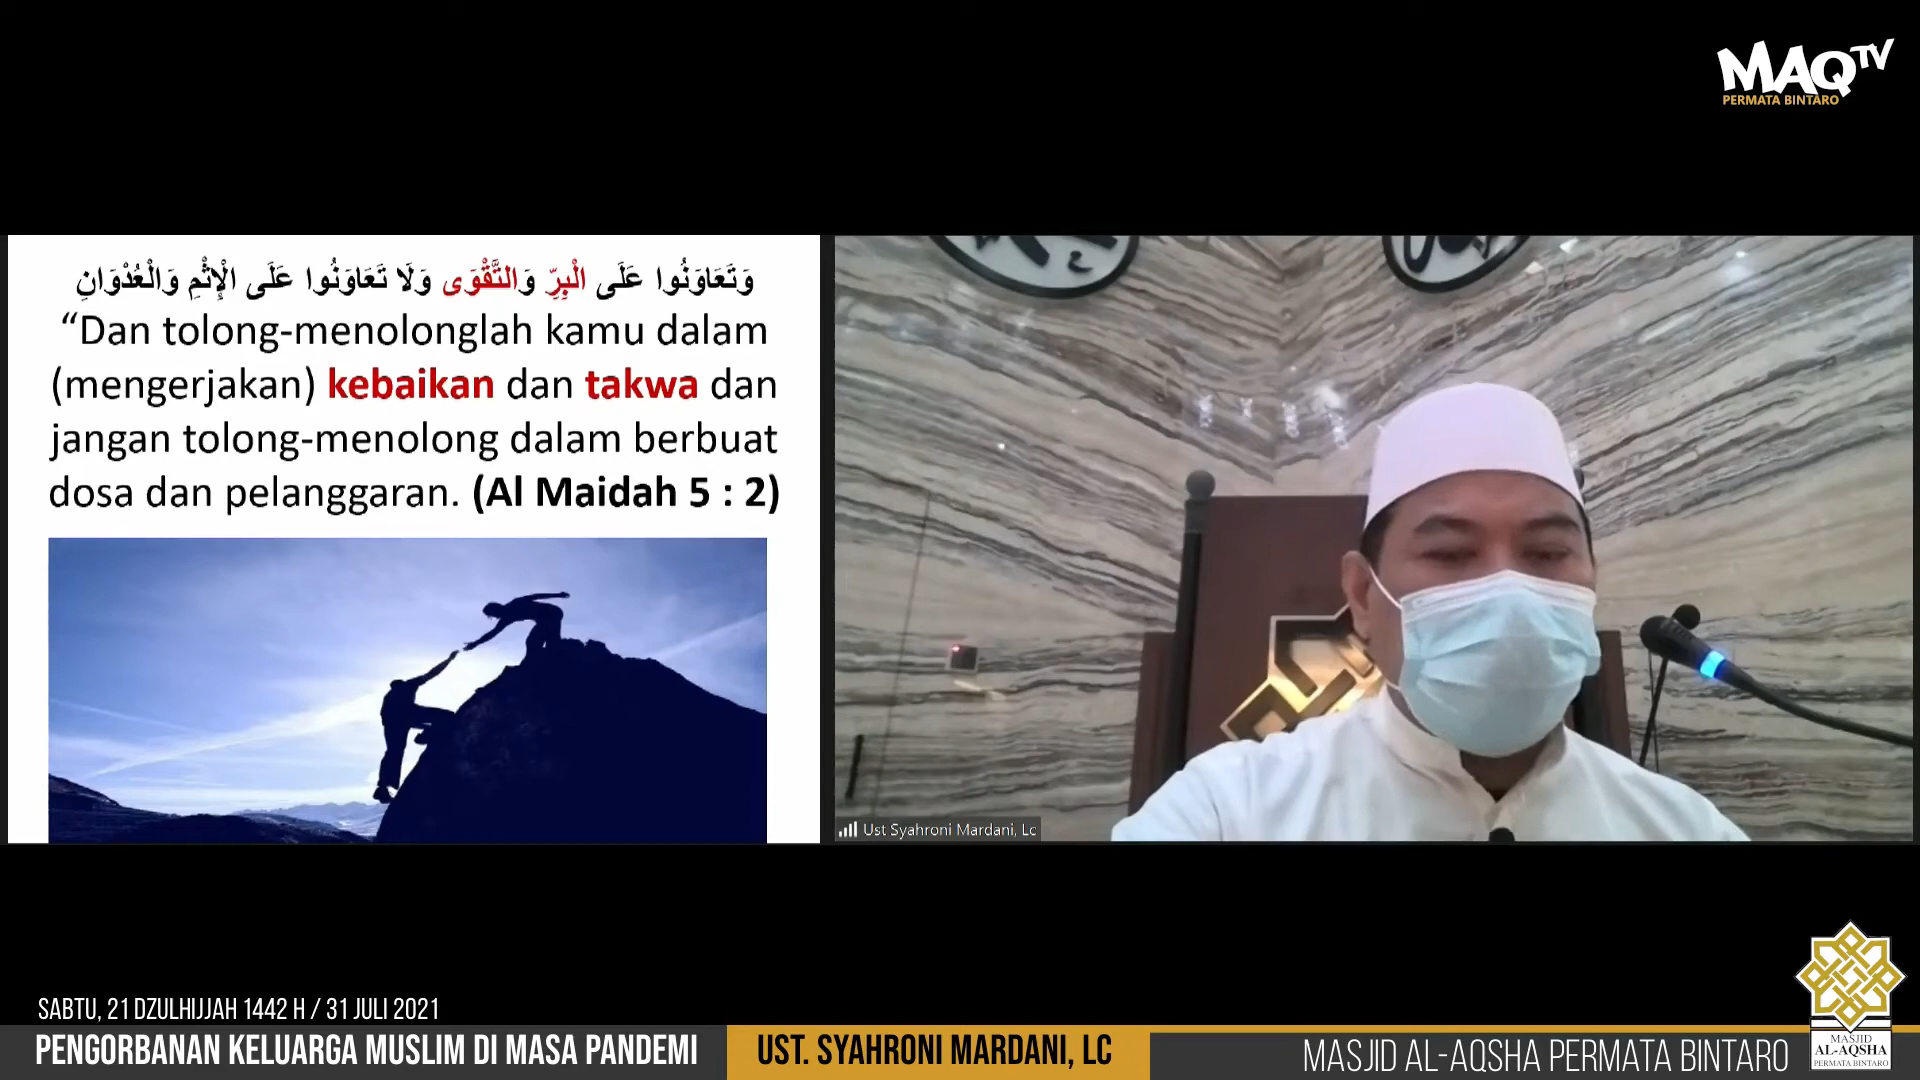 MAQTV
PERMATA BINTARO
وَتَعَاوَنُوا عَلَى الْبِرِّ وَالتَّقْوَى وَلَا تَعَاوَنُوا عَلَى الْإِثْمِ وَالْعُدْوَانِ
“Dan tolong-menolonglah kamu dalam
(mengerjakan) kebaikan dan takwa dan
jangan tolong-menolong dalam berbuat
dosa dan pelanggaran. (Al Maidah 5 : 2)
Ust Syahroni Mardani, Lc
SABTU, 21 DZULHIJJAH 1442 H / 31 JULI 2021
PENGORBANAN KELUARGA MUSLIM DI MASA PANDEMI
UST. SYAHRONI MARDANI, LC
MASJID AL-AQSHA PERMATA BINTARO
MASJID
AL-AQSHA
PERMATA BINTARO